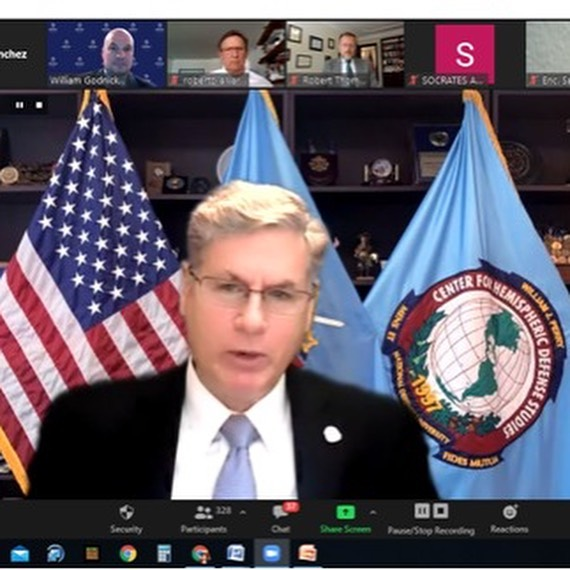 nchez
William Godnick...
Robert Thom...
S
SOCRATES A...
CENTER FOR HEMISPHERIC DEFENSE STUDIES
WILLIAM J. PERRY
1997
FIDES MUTUA
328
37
Security
Participants
Chat
Share Screen
Pause/Stop Recording
Reactions